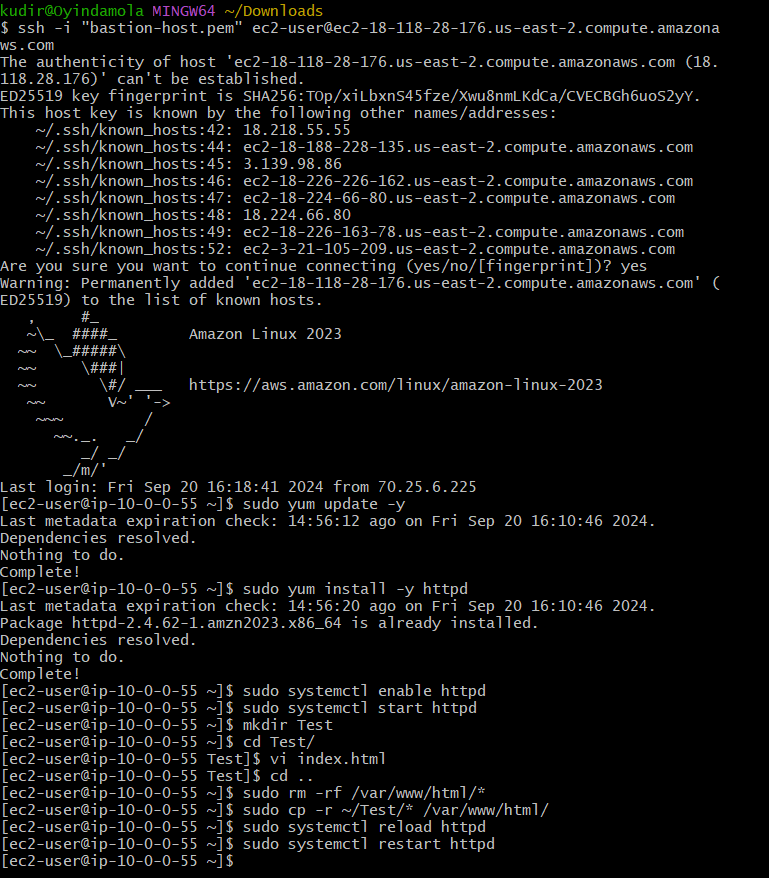 kudir@Oyindamola MINGW64 ~/Downloads
$ ssh -i "bastion-host.pem" ec2-user@ec2-18-118-28-176.us-east-2.compute.amazona
ws.com
The authenticity of host 'ec2-18-118-28-176.us-east-2.compute.amazonaws.com (18.
118.28.176)' can't be established.
ED25519 key fingerprint is SHA256:TOp/xiLbxnS45fze/Xwu8nmLKdCa/CVECBGh6uoS2yY.
This host key is known by the following other names/addresses:
    ~/.ssh/known_hosts:42: 18.218.55.55
    ~/.ssh/known_hosts:44: ec2-18-188-228-135.us-east-2.compute.amazonaws.com
    ~/.ssh/known_hosts:45: 3.139.98.86
    ~/.ssh/known_hosts:46: ec2-18-226-226-162.us-east-2.compute.amazonaws.com
    ~/.ssh/known_hosts:47: ec2-18-224-66-80.us-east-2.compute.amazonaws.com
    ~/.ssh/known_hosts:48: 18.224.66.80
    ~/.ssh/known_hosts:49: ec2-18-226-163-78.us-east-2.compute.amazonaws.com
    ~/.ssh/known_hosts:52: ec2-3-21-105-209.us-east-2.compute.amazonaws.com
Are you sure you want to continue connecting (yes/no/[fingerprint])? yes
Warning: Permanently added 'ec2-18-118-28-176.us-east-2.compute.amazonaws.com' (
ED25519) to the list of known hosts.
   ,     #_
   ~\_  ####_        Amazon Linux 2023
  ~~  \_#####\
  ~~     \###|
  ~~       \#/ ___   https://aws.amazon.com/linux/amazon-linux-2023
   ~~       V~' '->
    ~~~         /
      ~~._.   _/
         _/ _/
       _/m/'
Last login: Fri Sep 20 16:18:41 2024 from 70.25.6.225
[ec2-user@ip-10-0-0-55 ~]$ sudo yum update -y
Last metadata expiration check: 14:56:12 ago on Fri Sep 20 16:10:46 2024.
Dependencies resolved.
Nothing to do.
Complete!
[ec2-user@ip-10-0-0-55 ~]$ sudo yum install -y httpd
Last metadata expiration check: 14:56:20 ago on Fri Sep 20 16:10:46 2024.
Package httpd-2.4.62-1.amzn2023.x86_64 is already installed.
Dependencies resolved.
Nothing to do.
Complete!
[ec2-user@ip-10-0-0-55 ~]$ sudo systemctl enable httpd
[ec2-user@ip-10-0-0-55 ~]$ sudo systemctl start httpd
[ec2-user@ip-10-0-0-55 ~]$ mkdir Test
[ec2-user@ip-10-0-0-55 ~]$ cd Test/
[ec2-user@ip-10-0-0-55 Test]$ vi index.html
[ec2-user@ip-10-0-0-55 Test]$ cd ..
[ec2-user@ip-10-0-0-55 ~]$ sudo rm -rf /var/www/html/*
[ec2-user@ip-10-0-0-55 ~]$ sudo cp -r ~/Test/* /var/www/html/
[ec2-user@ip-10-0-0-55 ~]$ sudo systemctl reload httpd
[ec2-user@ip-10-0-0-55 ~]$ sudo systemctl restart httpd
[ec2-user@ip-10-0-0-55 ~]$